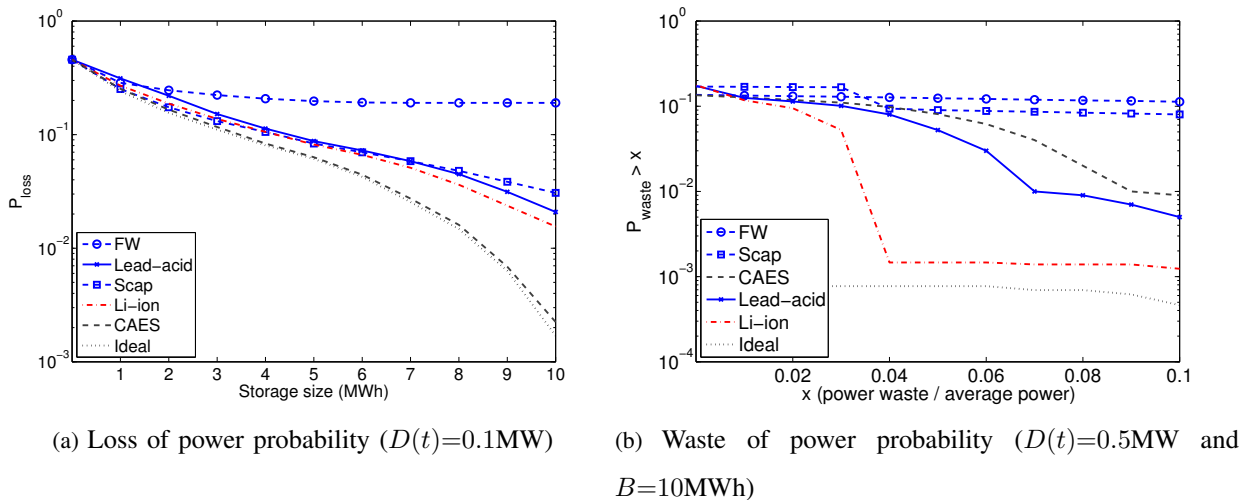 10^0
10^-1
10^-2
10^-3
P_loss
1 2 3 4 5 6 7 8 9 10
Storage size (MWh)
FW
Lead−acid
Scap
Li−ion
CAES
Ideal
(a) Loss of power probability (D(t)=0.1MW)
10^0
10^-1
10^-2
10^-3
10^-4
P_waste > x
0.02 0.04 0.06 0.08 0.1
x (power waste / average power)
FW
Scap
CAES
Lead−acid
Li−ion
Ideal
(b) Waste of power probability (D(t)=0.5MW and
B=10MWh)